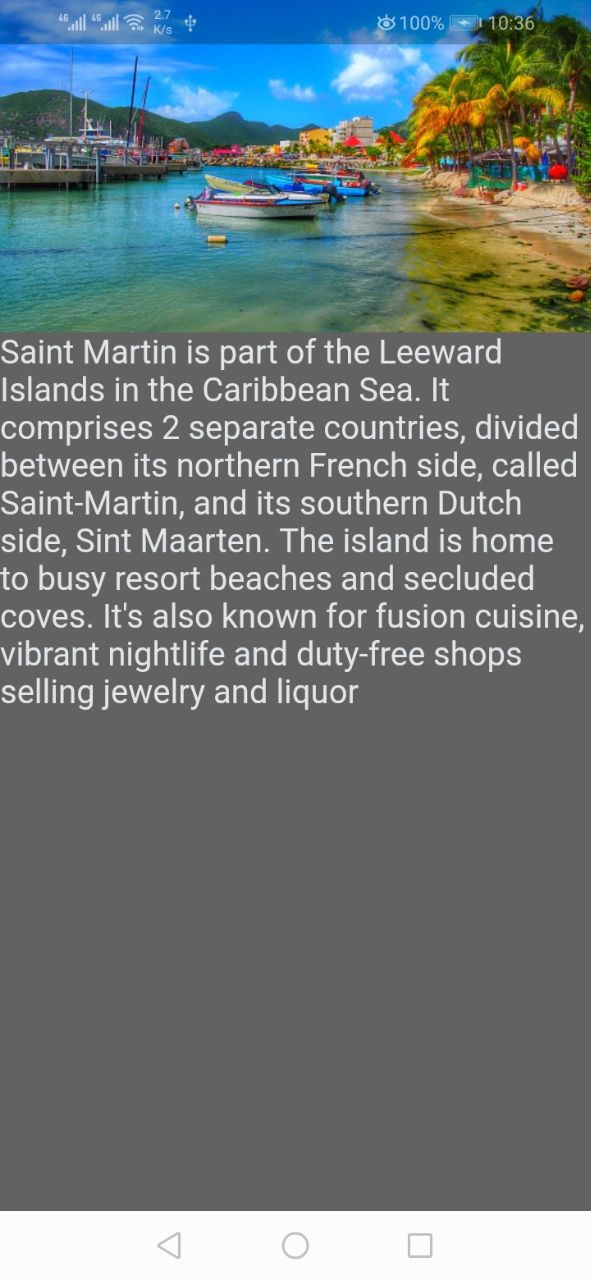 4G 4G 2.7 K/s 100% 10:36
Saint Martin is part of the Leeward
Islands in the Caribbean Sea. It
comprises 2 separate countries, divided
between its northern French side, called
Saint-Martin, and its southern Dutch
side, Sint Maarten. The island is home
to busy resort beaches and secluded
coves. It's also known for fusion cuisine,
vibrant nightlife and duty-free shops
selling jewelry and liquor